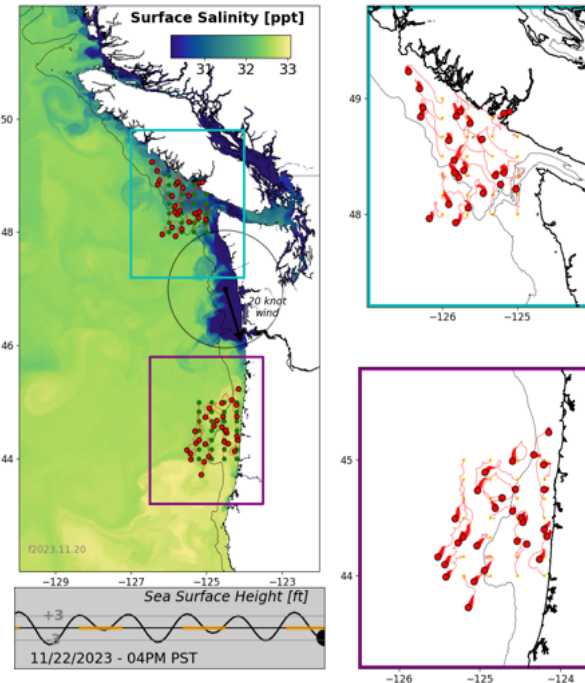 Surface Salinity [ppt]
31 32 33
50
48
46
44
20 knot
wind
f2023.11.20
−129 −127 −125 −123
49
48
−126 −125
45
44
−126 −125 −124
Sea Surface Height [ft]
+3
-3
11/22/2023 - 04PM PST